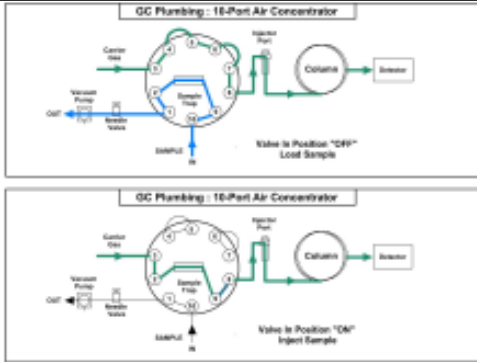 GC Plumbing : 10-Port Air Concentrator
Carrier
Gas
Injector
Port
Column
Detector
Vacuum
Pump
OUT
Needle
Valve
Sample
Trap
SAMPLE
IN
Valve In Position "OFF"
Load Sample
GC Plumbing : 10-Port Air Concentrator
Carrier
Gas
Injector
Port
Column
Detector
Vacuum
Pump
OUT
Needle
Valve
Sample
Trap
SAMPLE
IN
Valve In Position "ON"
Inject Sample